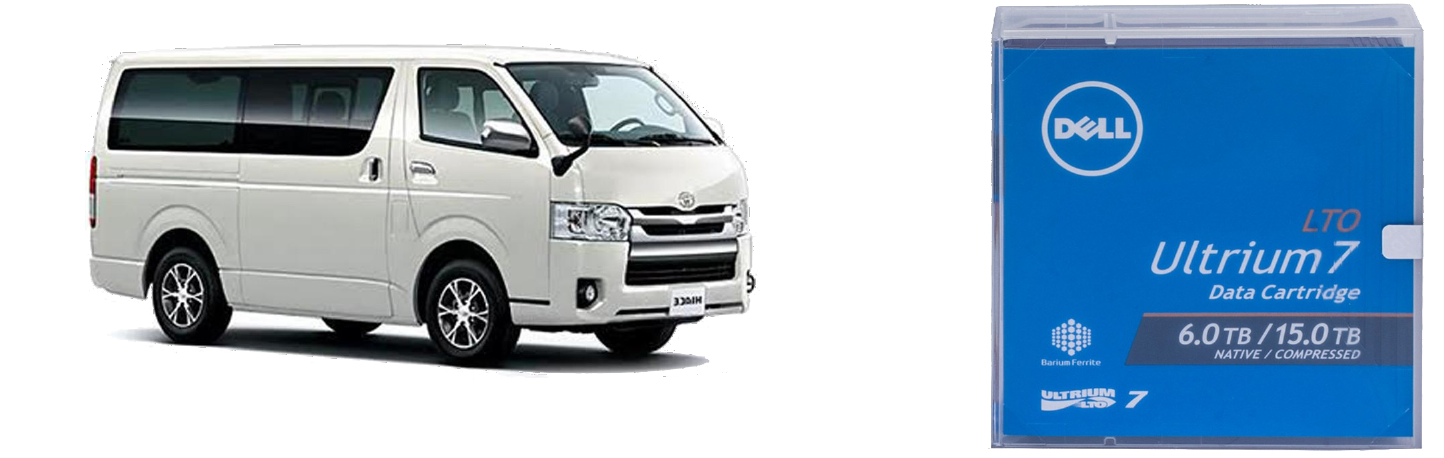 HIACE
DELL
LTO
Ultrium 7
Data Cartridge
6.0 TB / 15.0 TB
NATIVE / COMPRESSED
Barium Ferrite
ULTRIUM
LTO
7